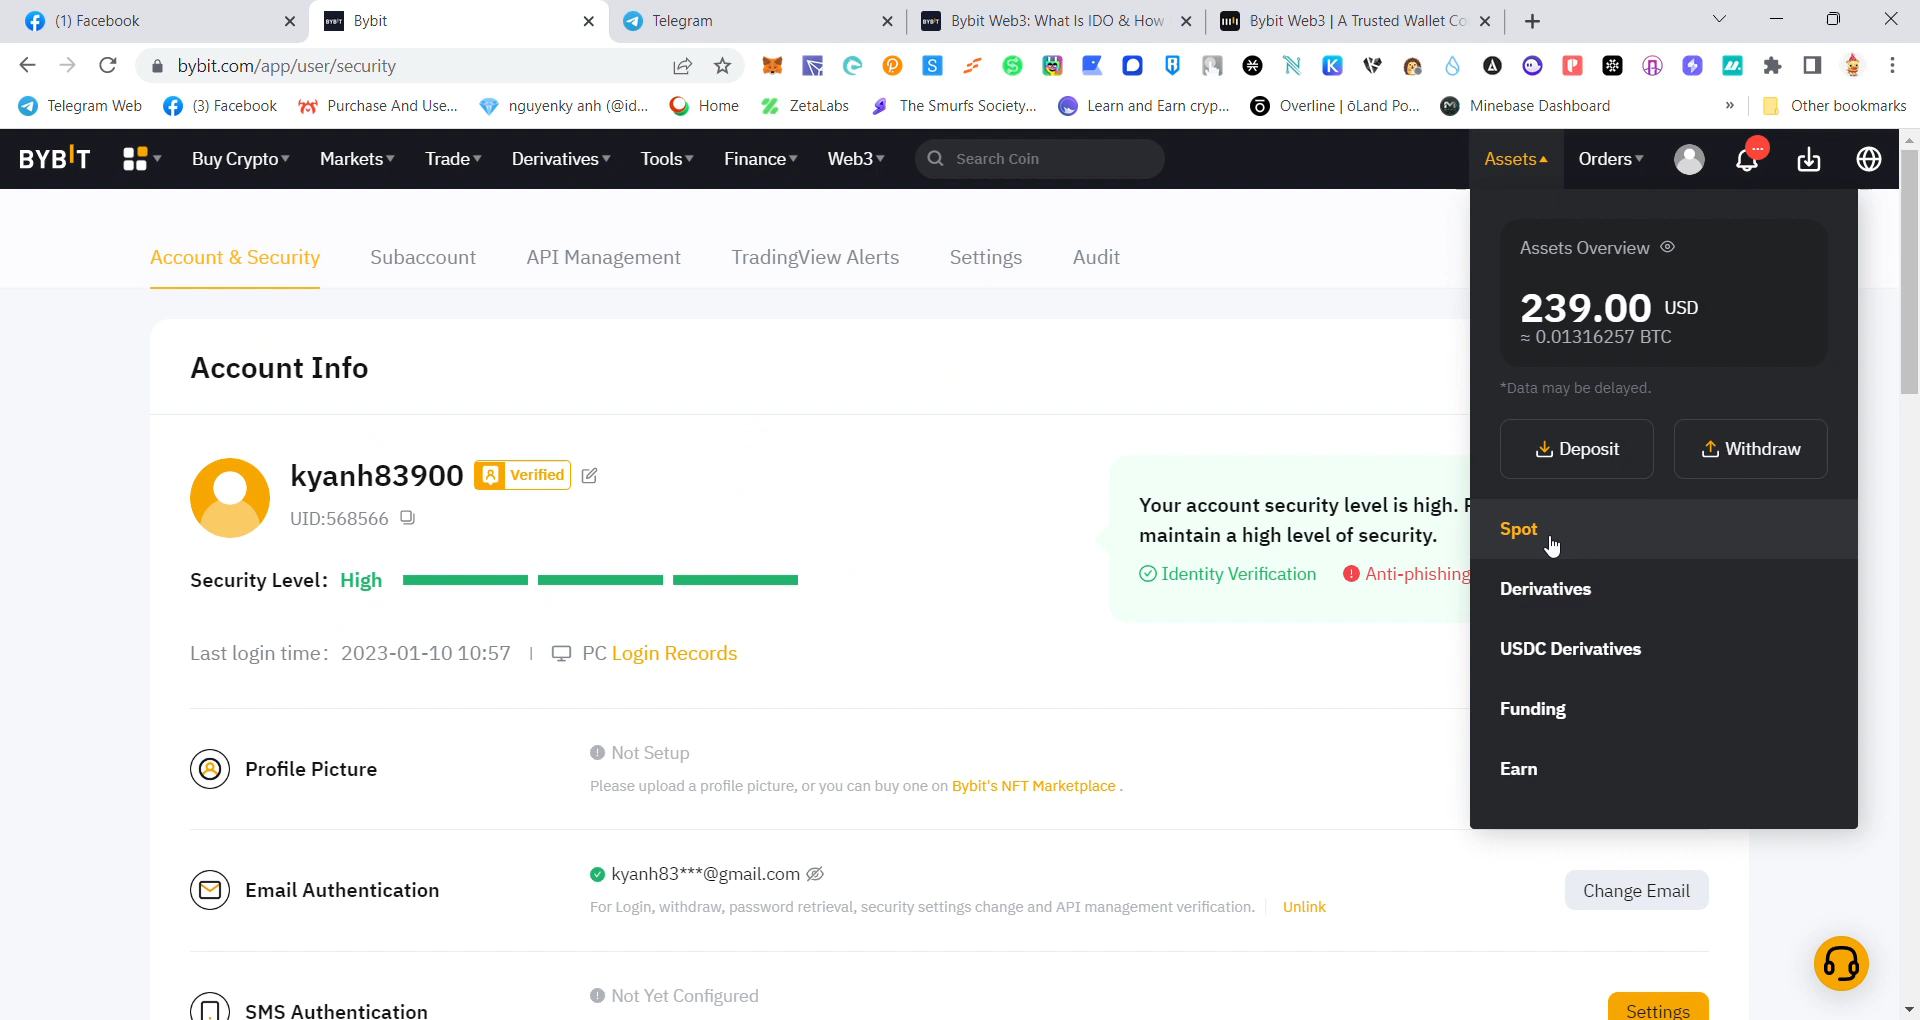 (1) Facebook
Bybit
Telegram
Bybit Web3: What Is IDO & How
Bybit Web3 | A Trusted Wallet Co
bybit.com/app/user/security
Telegram Web
(3) Facebook
Purchase And Use...
nguyenky anh (@id...
Home
ZetaLabs
The Smurfs Society...
Learn and Earn cryp...
Overline | ōLand Po...
Minebase Dashboard
»
Other bookmarks
BYBIT
Buy Crypto
Markets
Trade
Derivatives
Tools
Finance
Web3
Search Coin
Assets
Orders
Account & Security
Subaccount
API Management
TradingView Alerts
Settings
Audit
Assets Overview
239.00 USD
≈ 0.01316257 BTC
*Data may be delayed.
Deposit
Withdraw
Spot
Derivatives
USDC Derivatives
Funding
Earn
Account Info
kyanh83900
Verified
UID:568566
Security Level: High
Your account security level is high.
maintain a high level of security.
Identity Verification
Anti-phishing
Last login time: 2023-01-10 10:57 | PC Login Records
Profile Picture
Not Setup
Please upload a profile picture, or you can buy one on Bybit's NFT Marketplace .
Email Authentication
kyanh83***@gmail.com
For Login, withdraw, password retrieval, security settings change and API management verification.
Unlink
Change Email
SMS Authentication
Not Yet Configured
Settings